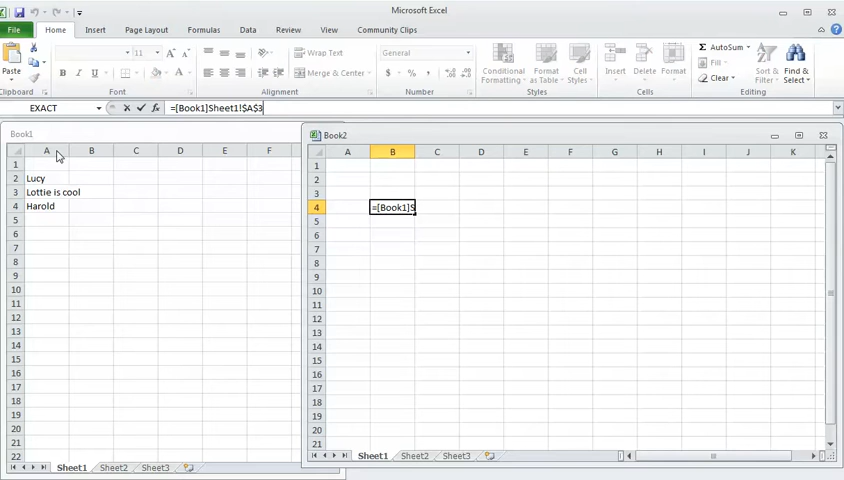 Microsoft Excel
File Home Insert Page Layout Formulas Data Review View Community Clips
11
Wrap Text General AutoSum
Paste B I U Merge & Center $ % , Conditional Formatting Format as Table Cell Styles Insert Delete Format Fill Clear Sort & Filter Find & Select
Clipboard Font Alignment Number Styles Cells Editing
EXACT fx =[Book1]Sheet1!$A$3
Book1
A B C D E F
1
2 Lucy
3 Lottie is cool
4 Harold
5
6
7
8
9
10
11
12
13
14
15
16
17
18
19
20
21
22
Sheet1 Sheet2 Sheet3
Book2
A B C D E F G H I J K
1
2
3
4 =[Book1]S
5
6
7
8
9
10
11
12
13
14
15
16
17
18
19
20
21
Sheet1 Sheet2 Sheet3